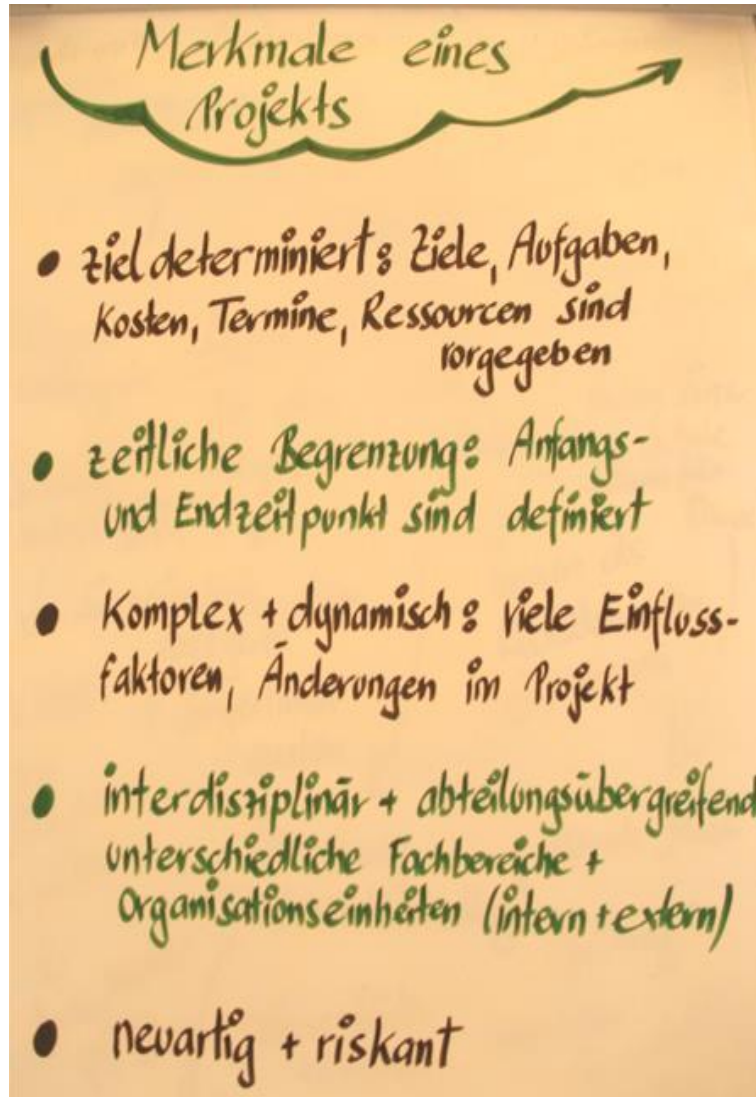 Merkmale eines
Projekts
• zieldeterminiert: Ziele, Aufgaben,
Kosten, Termine, Ressourcen sind
vorgegeben
• zeitliche Begrenzung: Anfangs-
und Endzeitpunkt sind definiert
• Komplex + dynamisch: viele Einfluss-
faktoren, Änderungen im Projekt
• interdisziplinär + abteilungsübergreifend
unterschiedliche Fachbereiche +
Organisationseinheiten (intern + extern)
• neuartig + riskant